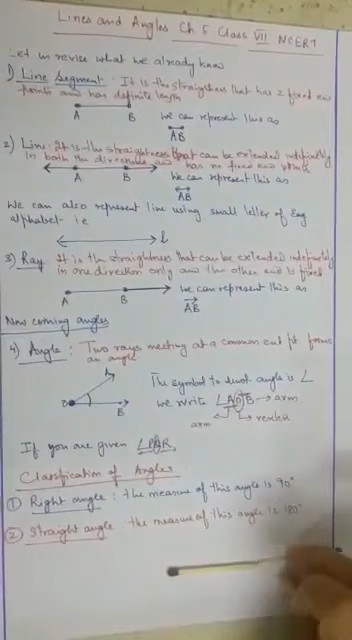 Lines and Angles Ch 5 Class VII NCERT
Let us revise what we already know
1) Line Segment. It is the straightness that has 2 fixed end
points and has definite length
A B we can represent this as
AB
2) Line. It is the straightness that can be extended indefinitely
in both the directions and has no fixed end points
A B We can represent this as
AB
We can also represent line using small letter of Eng
alphabet i.e
l
3) Ray It is the straightness that can be extended indefinitely
in one direction only and the other end is fixed
A B We can represent this as
AB
Now coming angles
4) Angle: Two rays meeting at a common end pt forms
an angle
A The symbol to denot angle is ∠
O B we write ∠AOB → arm
arm → vertex
If you are given ∠PQR
Classification of Angles
① Right angle: the measure of this angle is 90°
② Straight angle: the measure of this angle is 180°